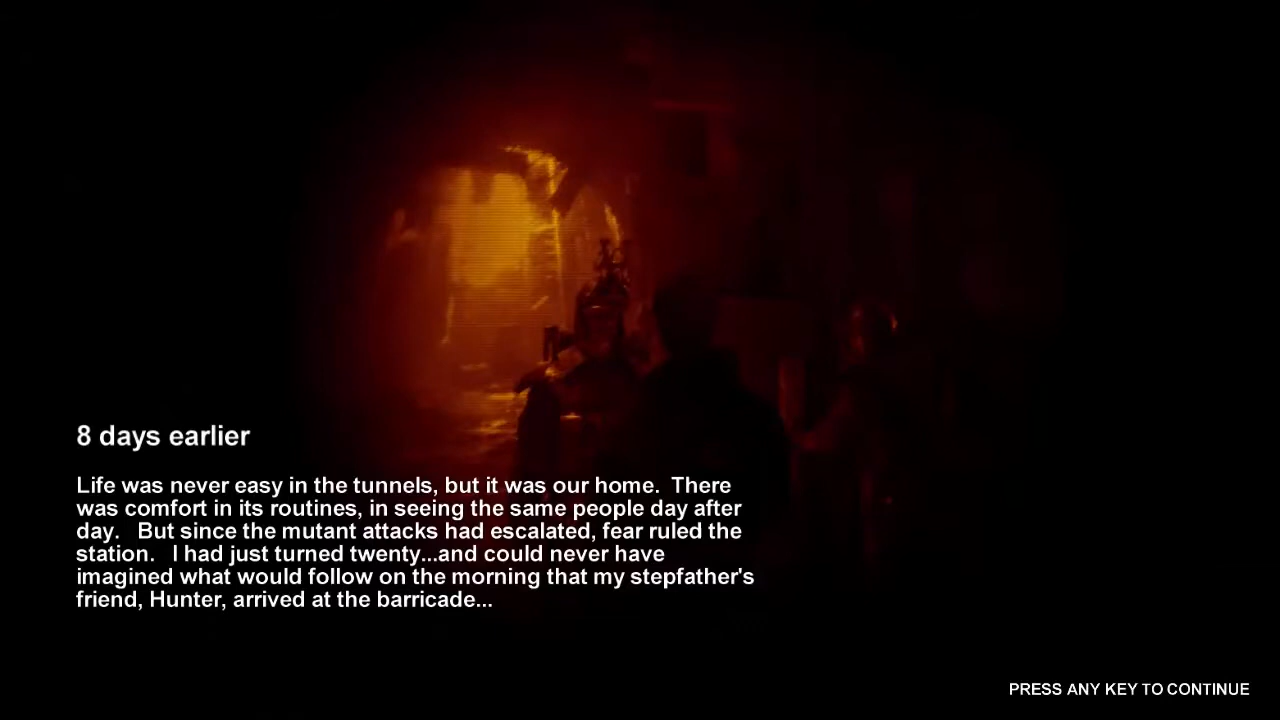 8 days earlier
Life was never easy in the tunnels, but it was our home.  There
was comfort in its routines, in seeing the same people day after
day.   But since the mutant attacks had escalated, fear ruled the
station.   I had just turned twenty...and could never have
imagined what would follow on the morning that my stepfather's
friend, Hunter, arrived at the barricade...
PRESS ANY KEY TO CONTINUE